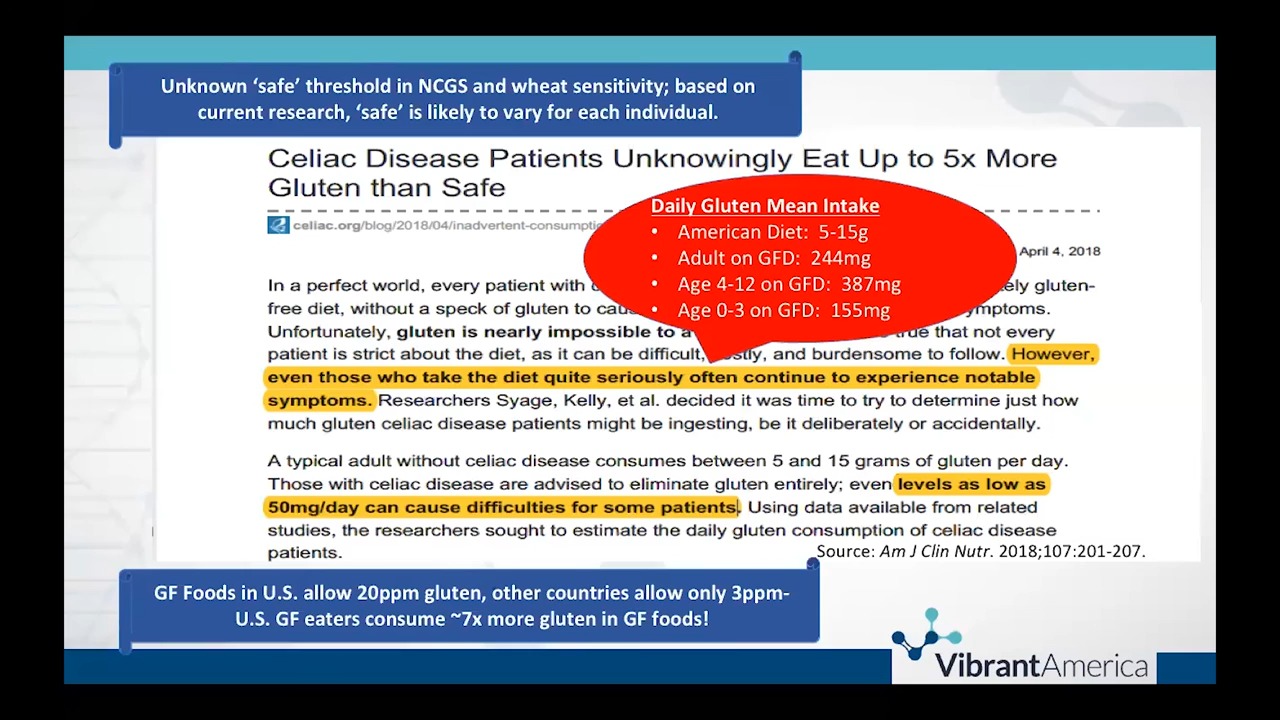 Unknown ‘safe’ threshold in NCGS and wheat sensitivity; based on
current research, ‘safe’ is likely to vary for each individual.
Celiac Disease Patients Unknowingly Eat Up to 5x More
Gluten than Safe
celiac.org/blog/2018/04/inadvertent-consumptio
April 4, 2018
Daily Gluten Mean Intake
• American Diet: 5-15g
• Adult on GFD: 244mg
• Age 4-12 on GFD: 387mg
• Age 0-3 on GFD: 155mg
In a perfect world, every patient with gluten-
free diet, without a speck of gluten to
Unfortunately, gluten is nearly impossible to that not every
patient is strict about the diet, as it can be difficult, and burdensome to follow. However,
even those who take the diet quite seriously often continue to experience notable
symptoms. Researchers Syage, Kelly, et al. decided it was time to try to determine just how
much gluten celiac disease patients might be ingesting, be it deliberately or accidentally.
A typical adult without celiac disease consumes between 5 and 15 grams of gluten per day.
Those with celiac disease are advised to eliminate gluten entirely; even levels as low as
50mg/day can cause difficulties for some patients. Using data available from related
studies, the researchers sought to estimate the daily gluten consumption of celiac disease
patients.
Source: Am J Clin Nutr. 2018;107:201-207.
GF Foods in U.S. allow 20ppm gluten, other countries allow only 3ppm-
U.S. GF eaters consume ~7x more gluten in GF foods!
VibrantAmerica